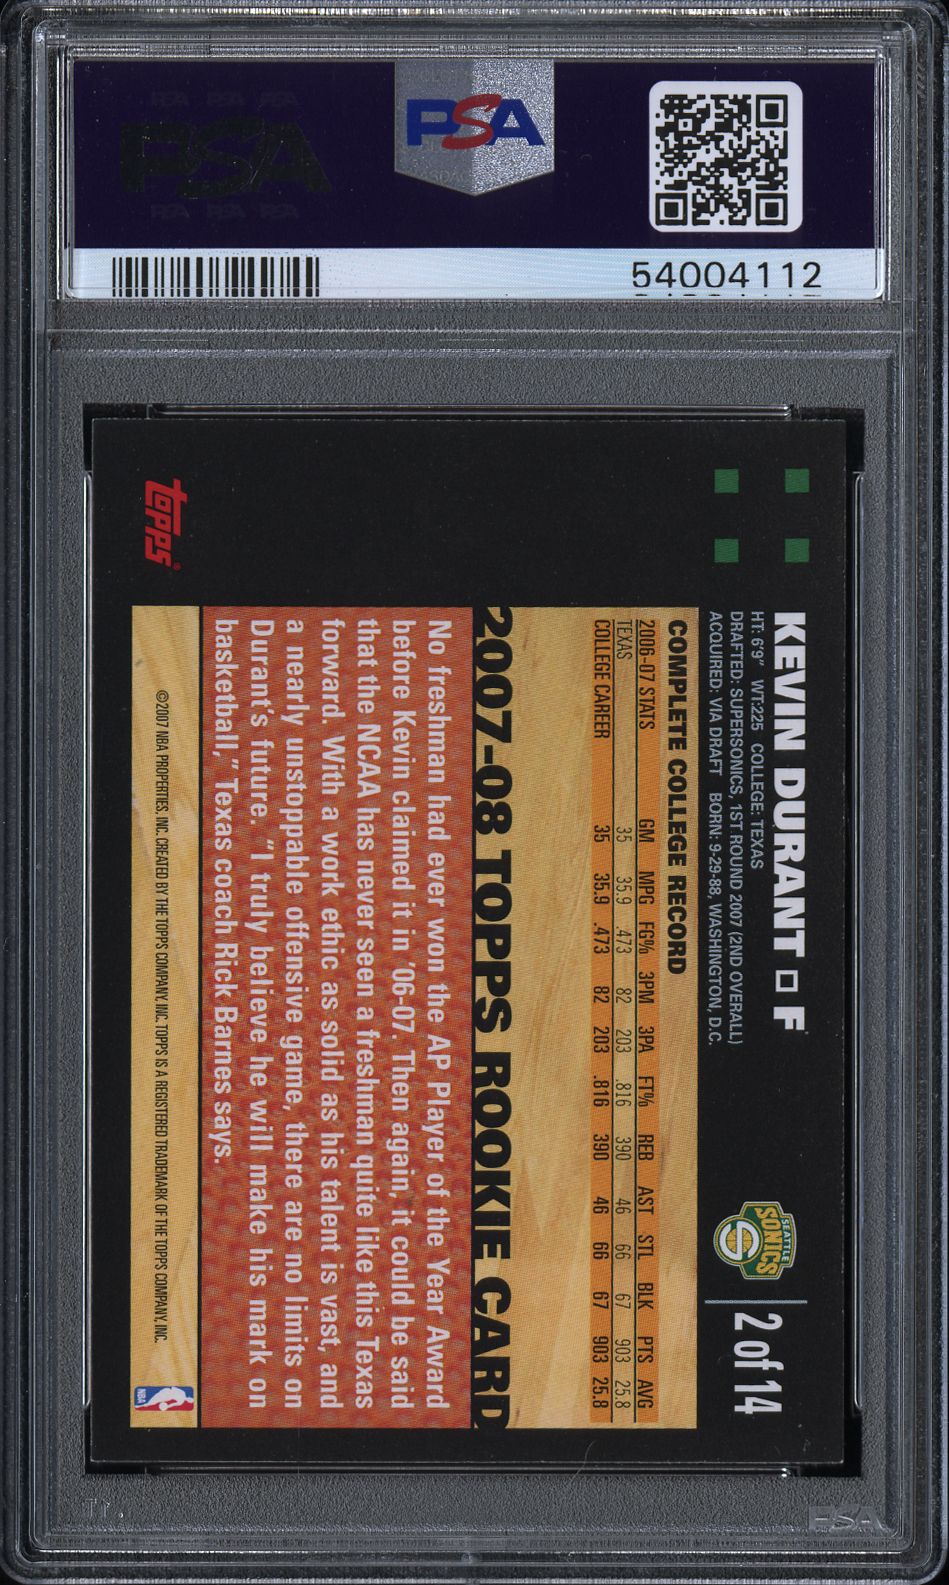 PSA
PSA
54004112
KEVIN DURANT □ F
HT: 6'9" WT:225 COLLEGE: TEXAS
DRAFTED: SUPERSONICS, 1ST ROUND 2007 (2ND OVERALL)
ACQUIRED: VIA DRAFT BORN: 9-29-88, WASHINGTON, D.C.
SEATTLE
SONICS
2 of 14
COMPLETE COLLEGE RECORD
2006-07 STATS GM MPG FG% 3PM 3PA FT% REB AST STL BLK PTS AVG
TEXAS 35 35.9 .473 82 203 .816 390 46 66 67 903 25.8
COLLEGE CAREER 35 35.9 .473 82 203 .816 390 46 66 67 903 25.8
2007-08 TOPPS ROOKIE CARD
No freshman had ever won the AP Player of the Year Award
before Kevin claimed it in '06-07. Then again, it could be said
that the NCAA has never seen a freshman quite like this Texas
forward. With a work ethic as solid as his talent is vast, and
a nearly unstoppable offensive game, there are no limits on
Durant's future. "I truly believe he will make his mark on
basketball," Texas coach Rick Barnes says.
topps®
©2007 NBA PROPERTIES, INC. CREATED BY THE TOPPS COMPANY, INC. TOPPS IS A REGISTERED TRADEMARK OF THE TOPPS COMPANY, INC.
NBA
PSA